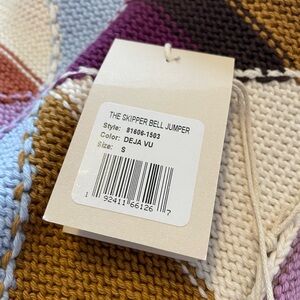 THE SKIPPER BELL JUMPER
Style: 81606-1503
Color: DEJA VU
Size: S
1 92411 66126 7